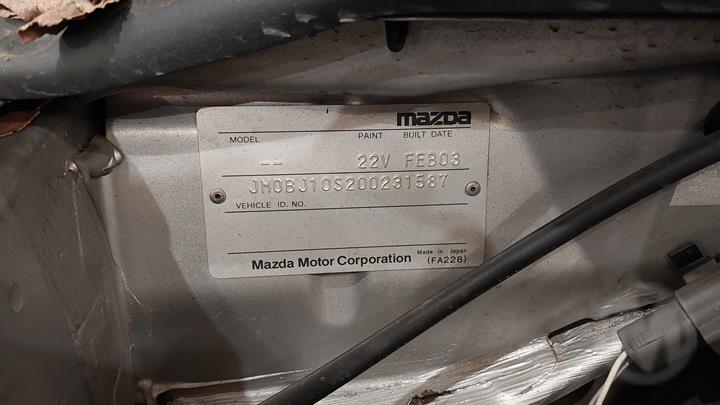 mazda
MODEL PAINT BUILT DATE
-- 22V FEB03
JM0BJ10S200231587
VEHICLE ID. NO.
Mazda Motor Corporation Made in Japan (FA22B)